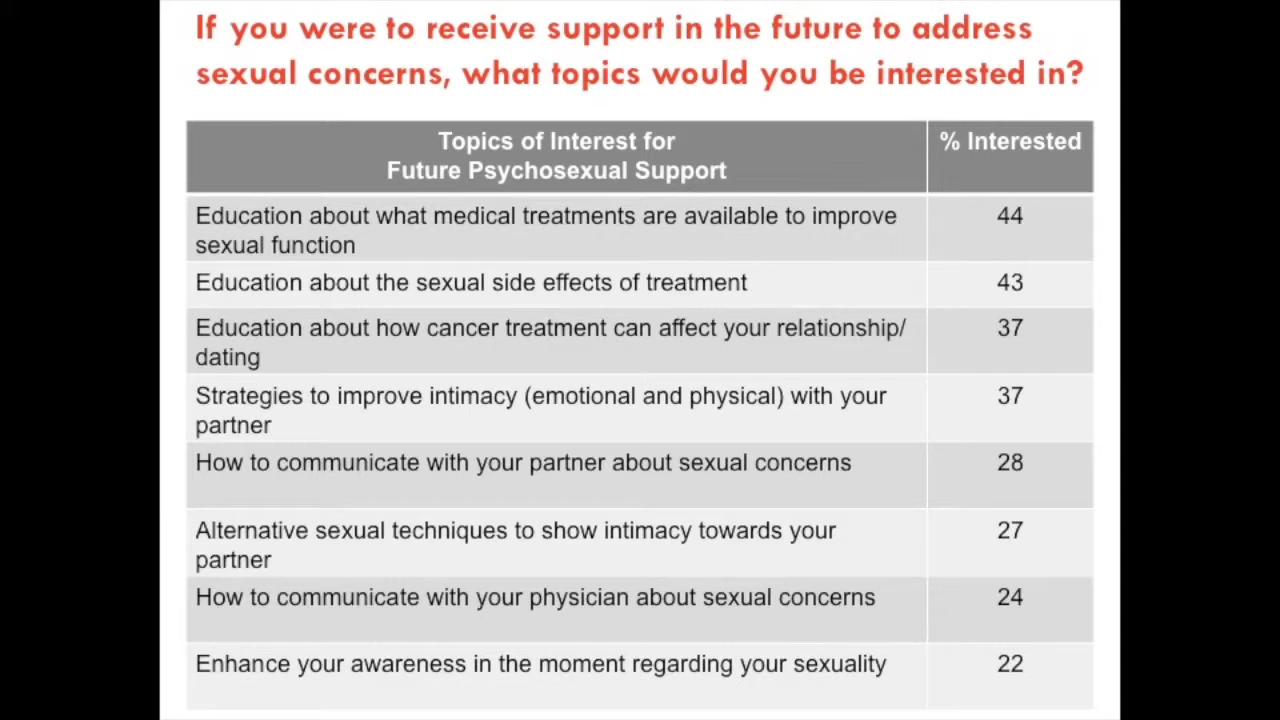 If you were to receive support in the future to address
sexual concerns, what topics would you be interested in?
Topics of Interest for
Future Psychosexual Support
% Interested
Education about what medical treatments are available to improve
sexual function
44
Education about the sexual side effects of treatment
43
Education about how cancer treatment can affect your relationship/
dating
37
Strategies to improve intimacy (emotional and physical) with your
partner
37
How to communicate with your partner about sexual concerns
28
Alternative sexual techniques to show intimacy towards your
partner
27
How to communicate with your physician about sexual concerns
24
Enhance your awareness in the moment regarding your sexuality
22